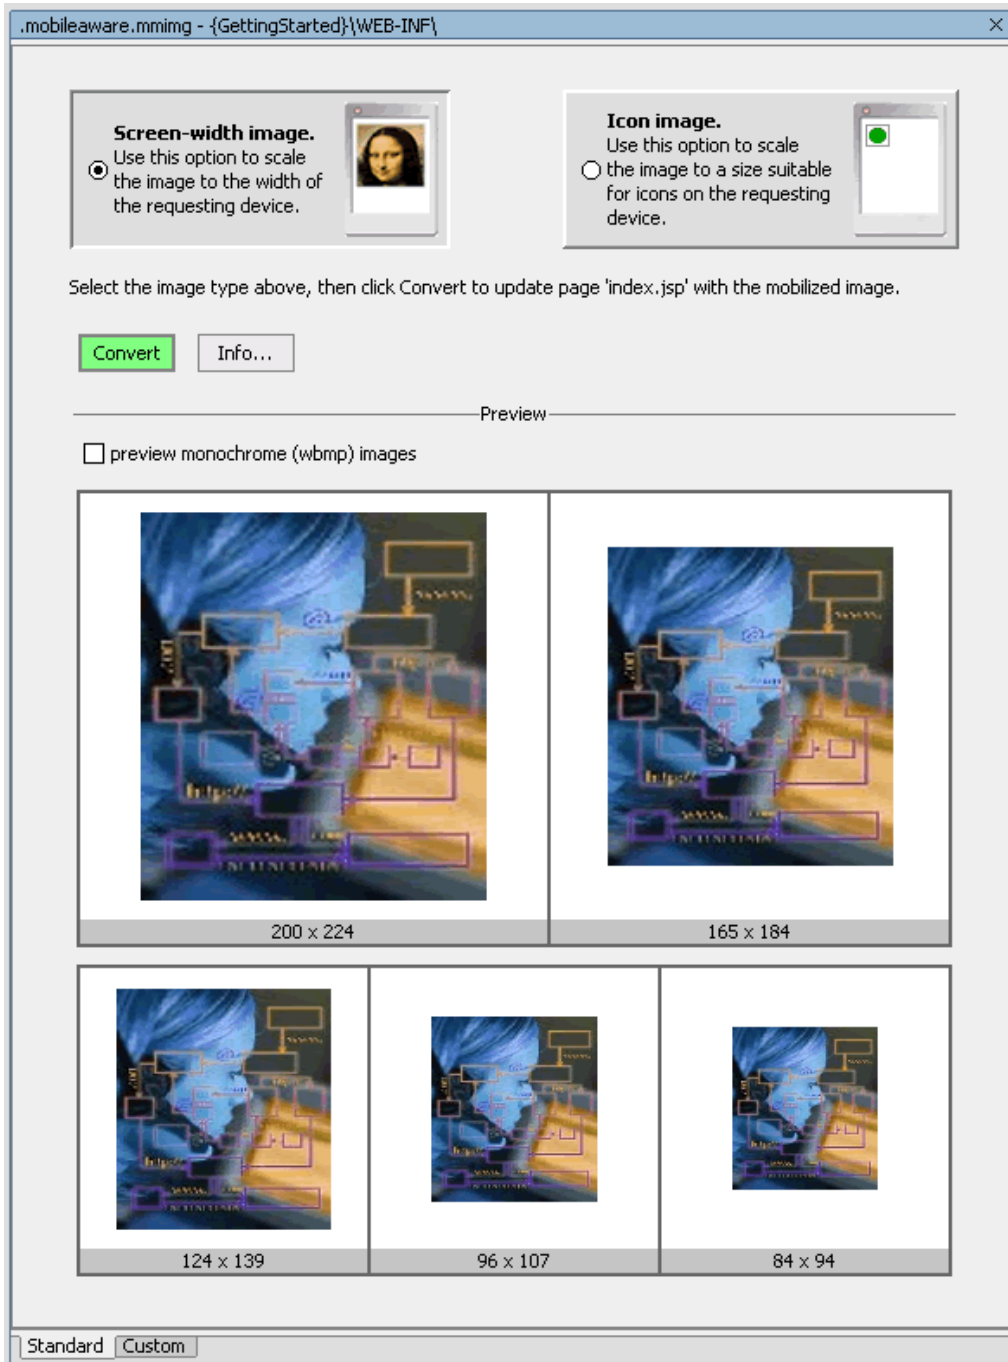 .mobileaware.mmimg - {GettingStarted}\WEB-INF\
Screen-width image.
Use this option to scale
the image to the width of
the requesting device.
Icon image.
Use this option to scale
the image to a size suitable
for icons on the requesting
device.
Select the image type above, then click Convert to update page 'index.jsp' with the mobilized image.
Convert
Info...
Preview
preview monochrome (wbmp) images
200 x 224
165 x 184
124 x 139
96 x 107
84 x 94
Standard
Custom